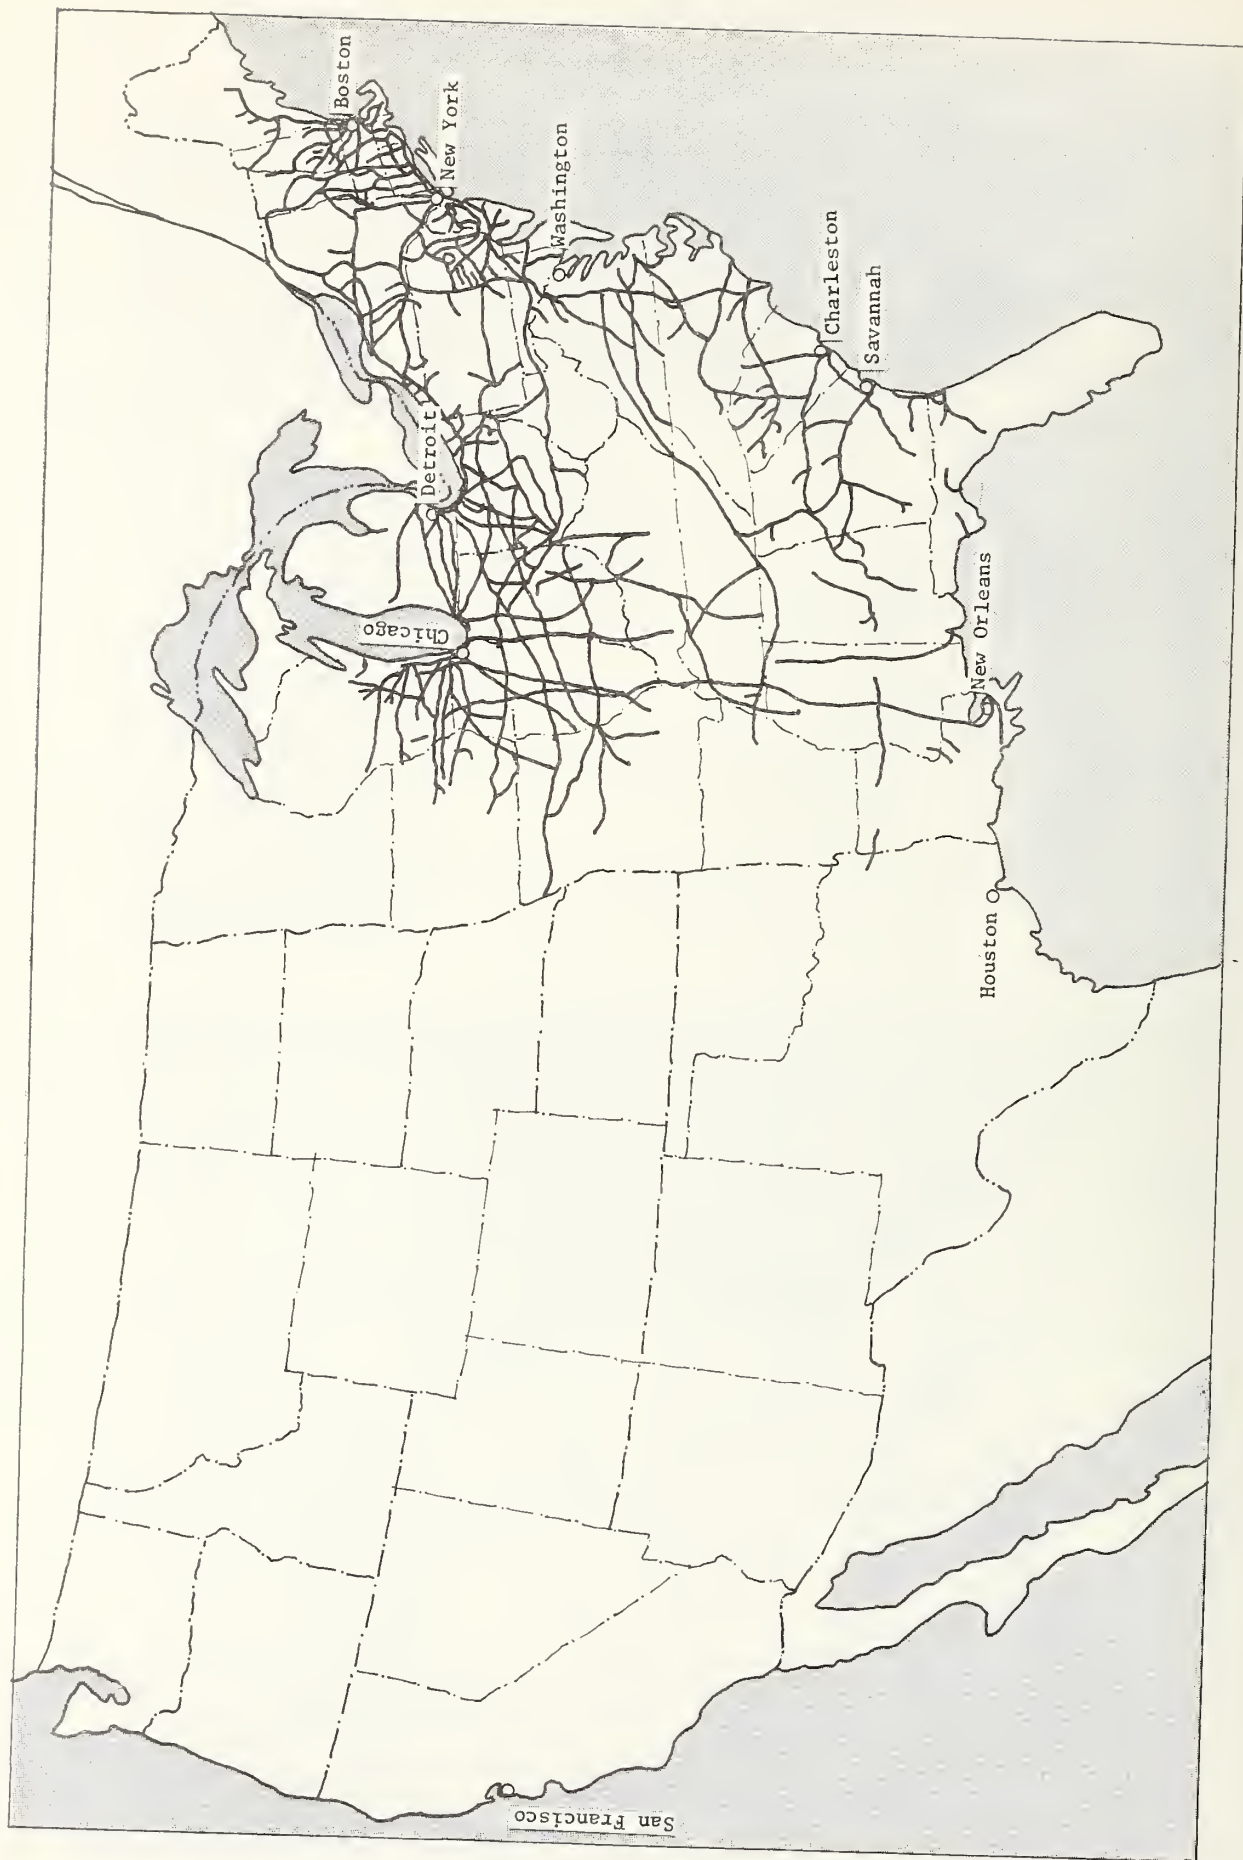 Boston
New York
Washington
Detroit
Charleston
Savannah
Chicago
New Orleans
Houston
San Francisco